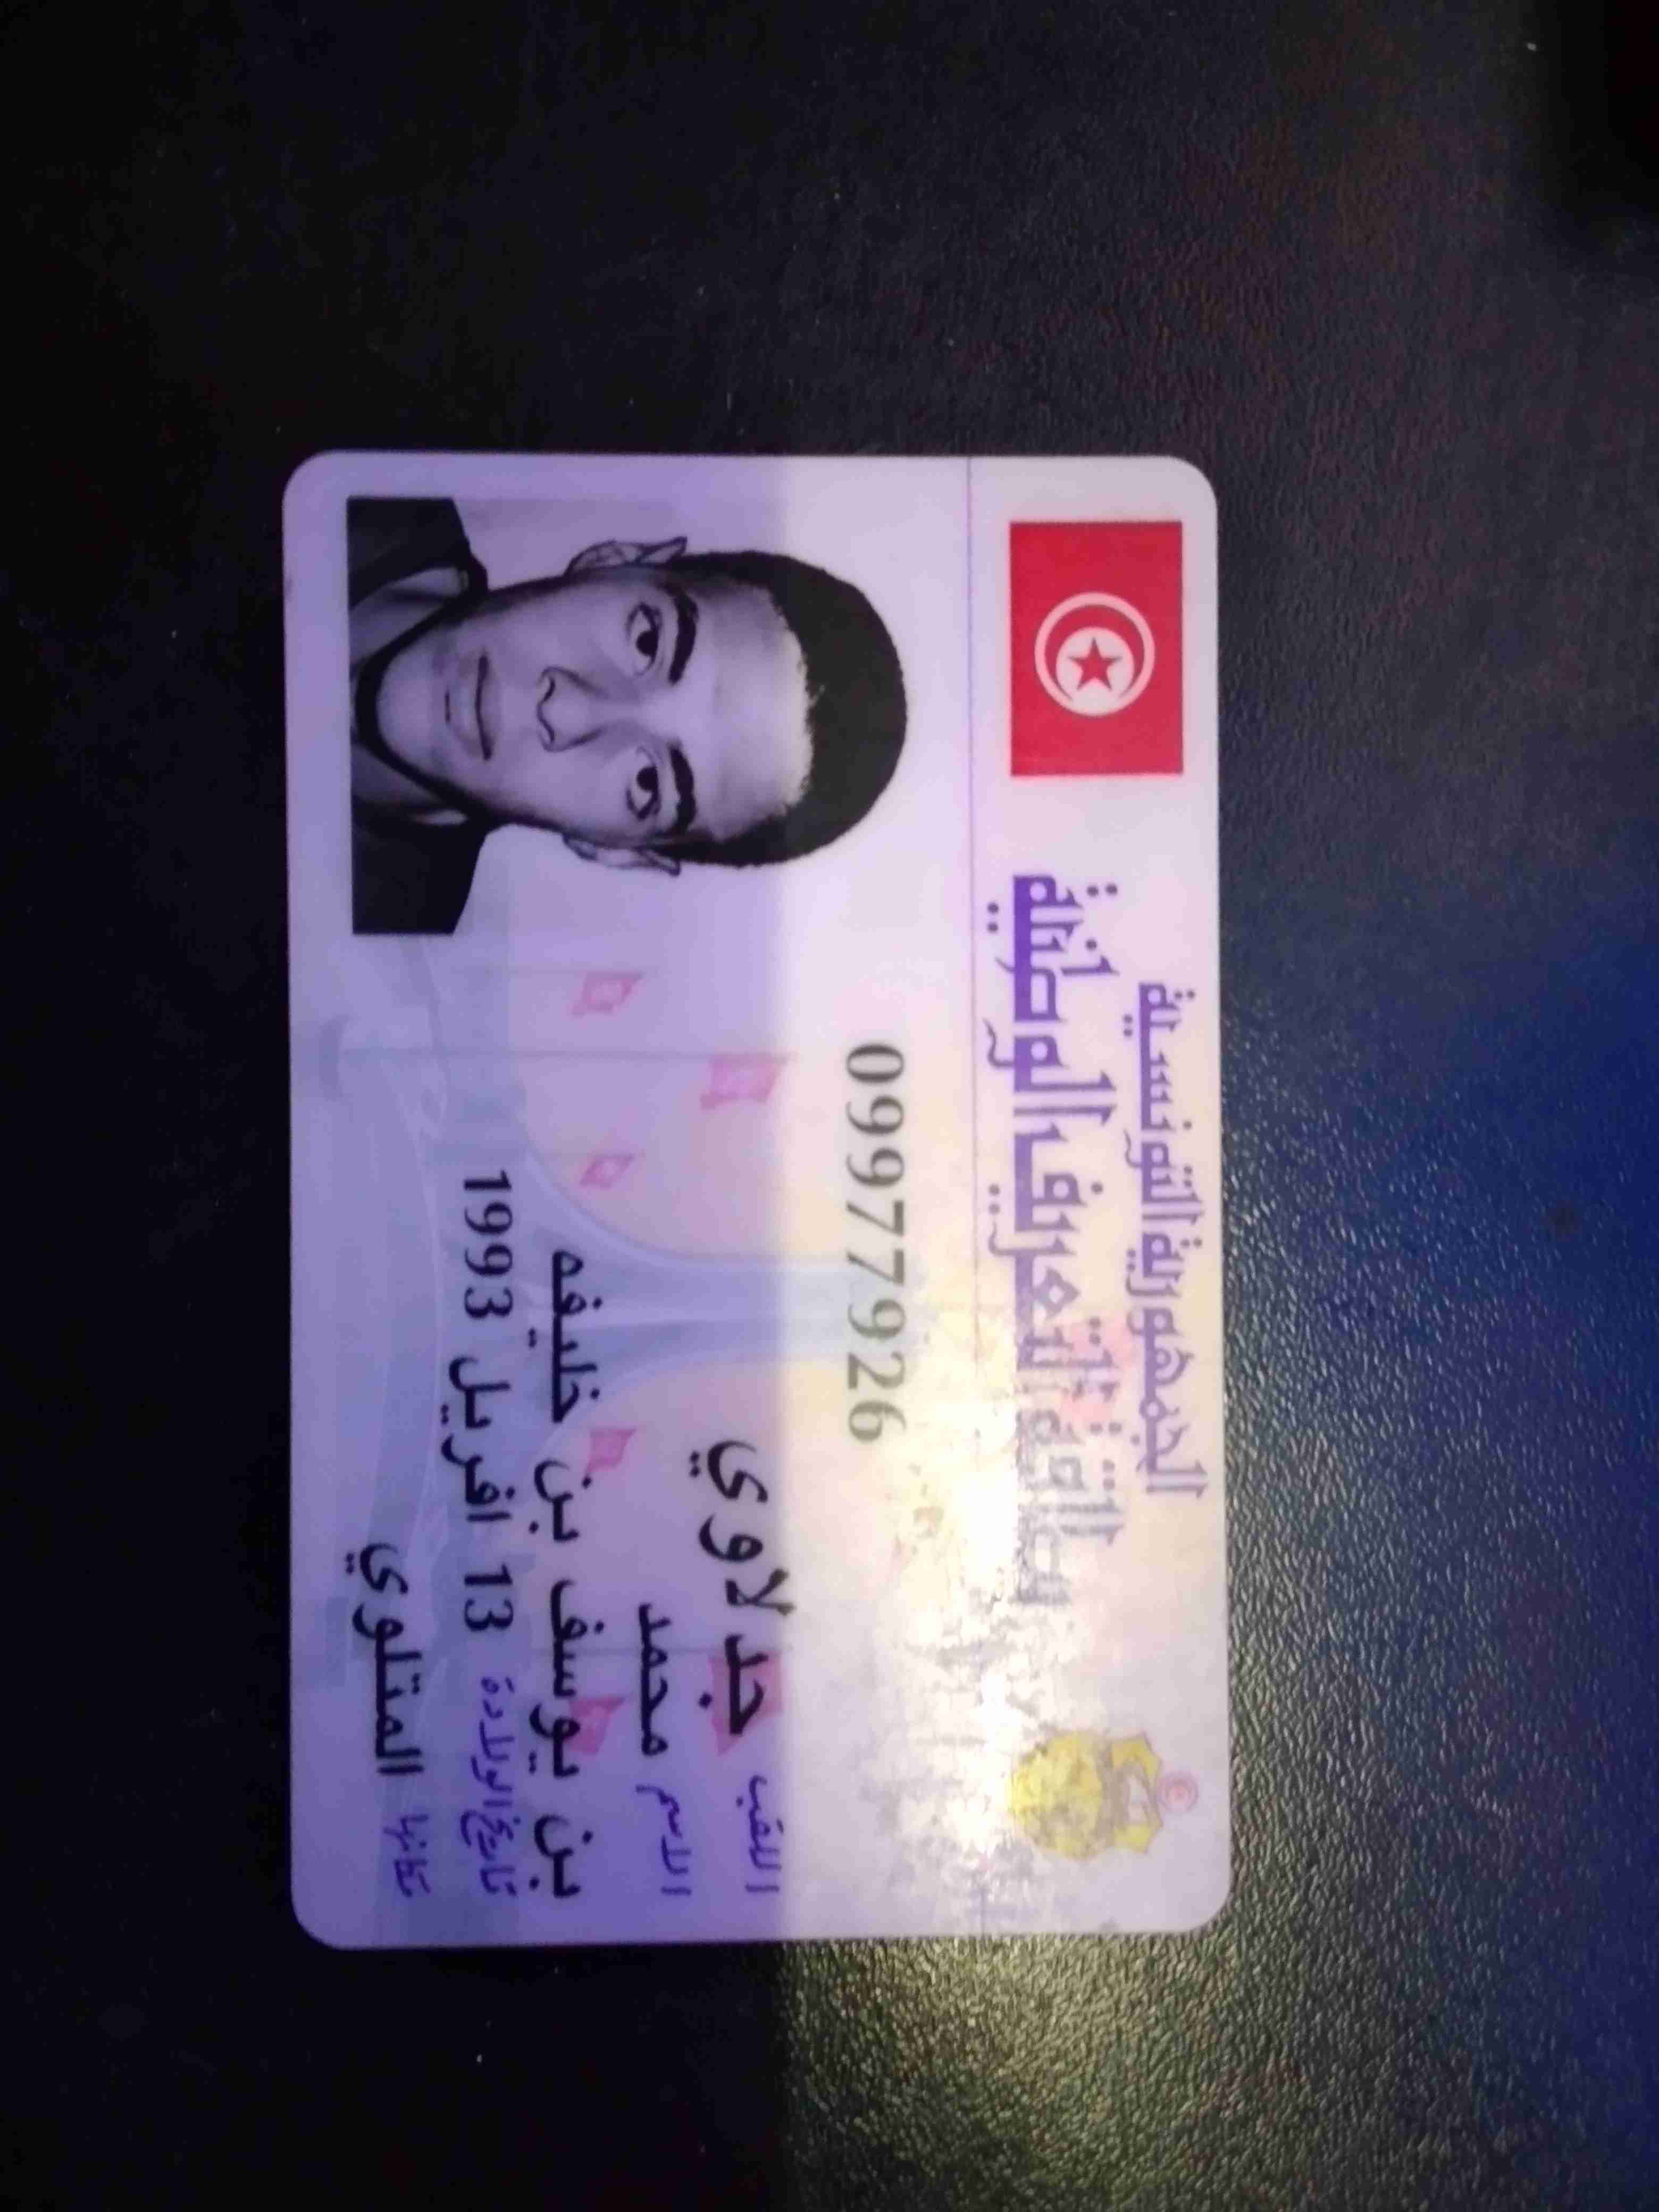 الجمهورية التونسية
بطاقة التعريف الوطنية
09977926
اللقب جدلاوي
الاسم محمد
بن يوسف بن خليفه
تاريخ الولادة 13 افريل 1993
مكانها المتلوي